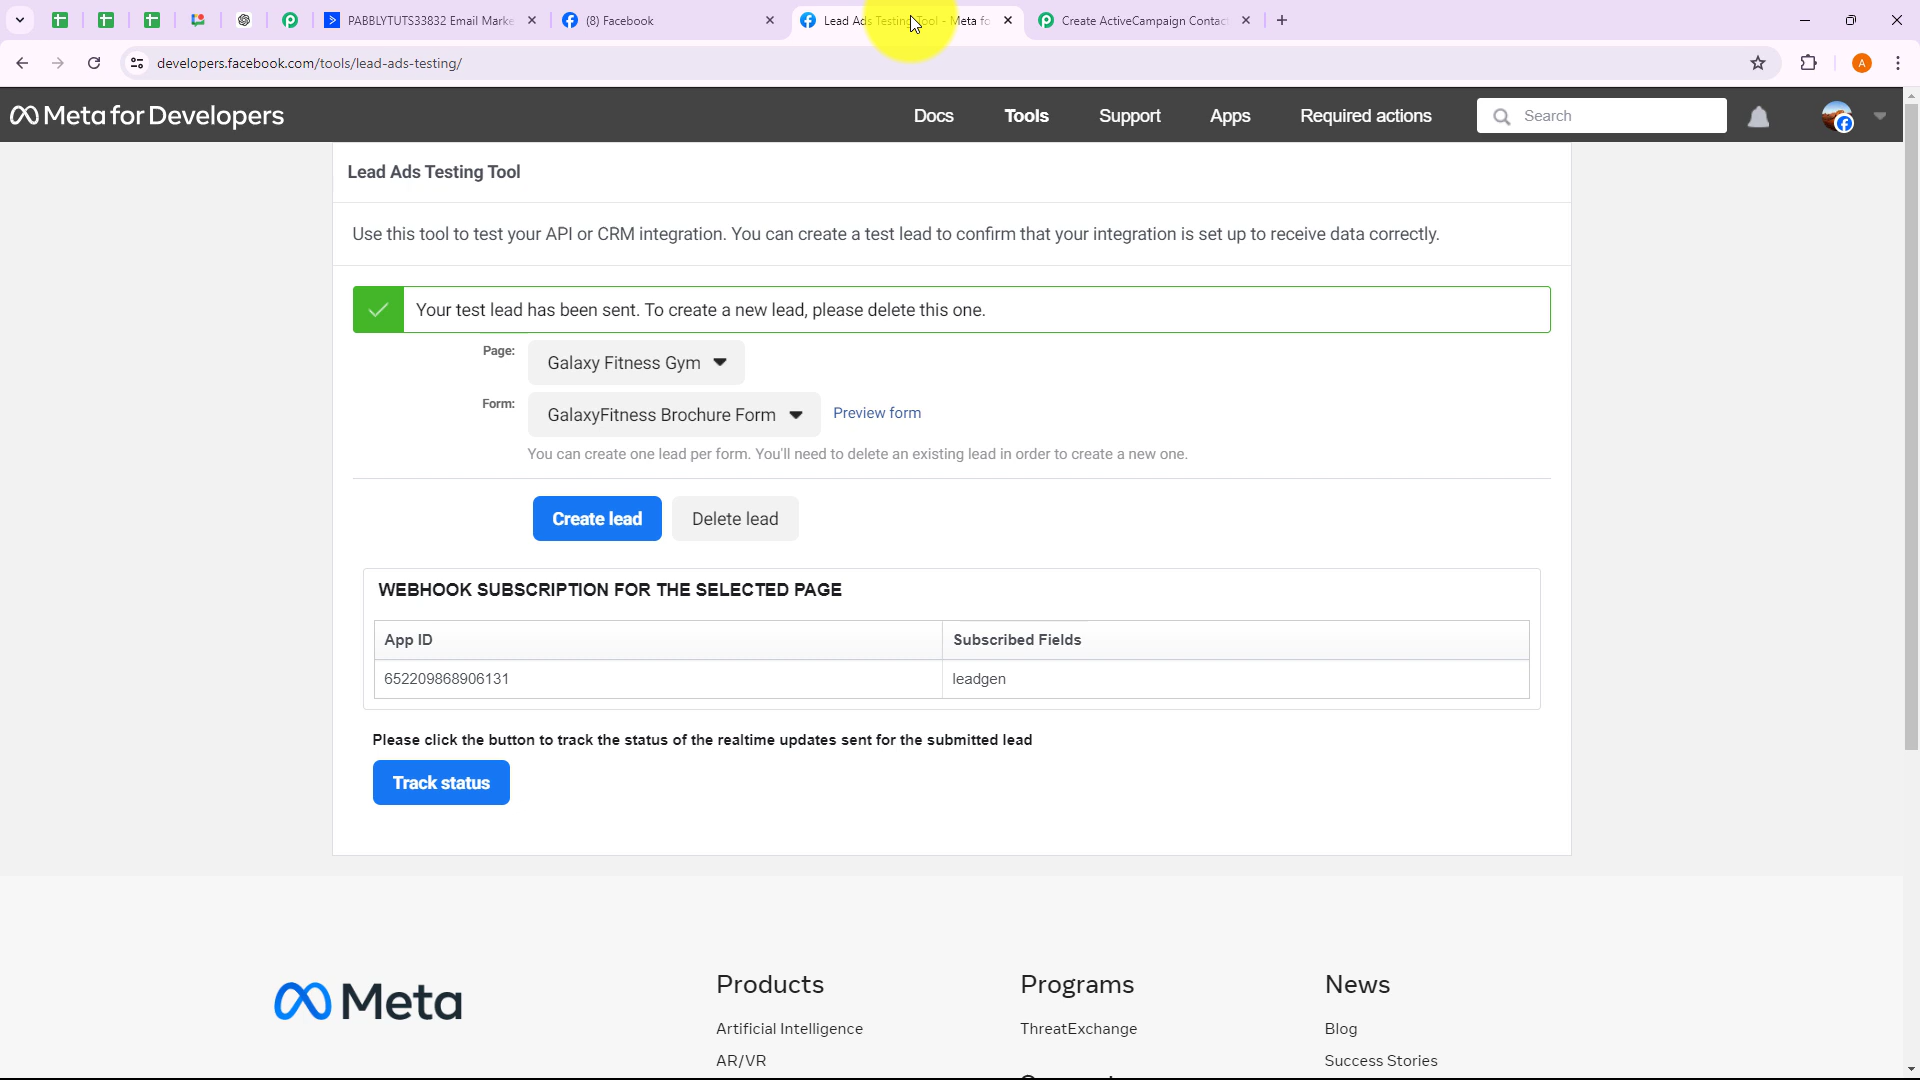 PABBLYTUTS33832 Email Marke
(8) Facebook
Lead Ads Testing Tool - Meta fo
Create ActiveCampaign Contac
developers.facebook.com/tools/lead-ads-testing/
A
Meta for Developers
Docs
Tools
Support
Apps
Required actions
Search
Lead Ads Testing Tool
Use this tool to test your API or CRM integration. You can create a test lead to confirm that your integration is set up to receive data correctly.
Your test lead has been sent. To create a new lead, please delete this one.
Page:
Galaxy Fitness Gym
Form:
GalaxyFitness Brochure Form
Preview form
You can create one lead per form. You'll need to delete an existing lead in order to create a new one.
Create lead
Delete lead
WEBHOOK SUBSCRIPTION FOR THE SELECTED PAGE
App ID
Subscribed Fields
652209868906131
leadgen
Please click the button to track the status of the realtime updates sent for the submitted lead
Track status
Meta
Products
Programs
News
Artificial Intelligence
ThreatExchange
Blog
AR/VR
Success Stories